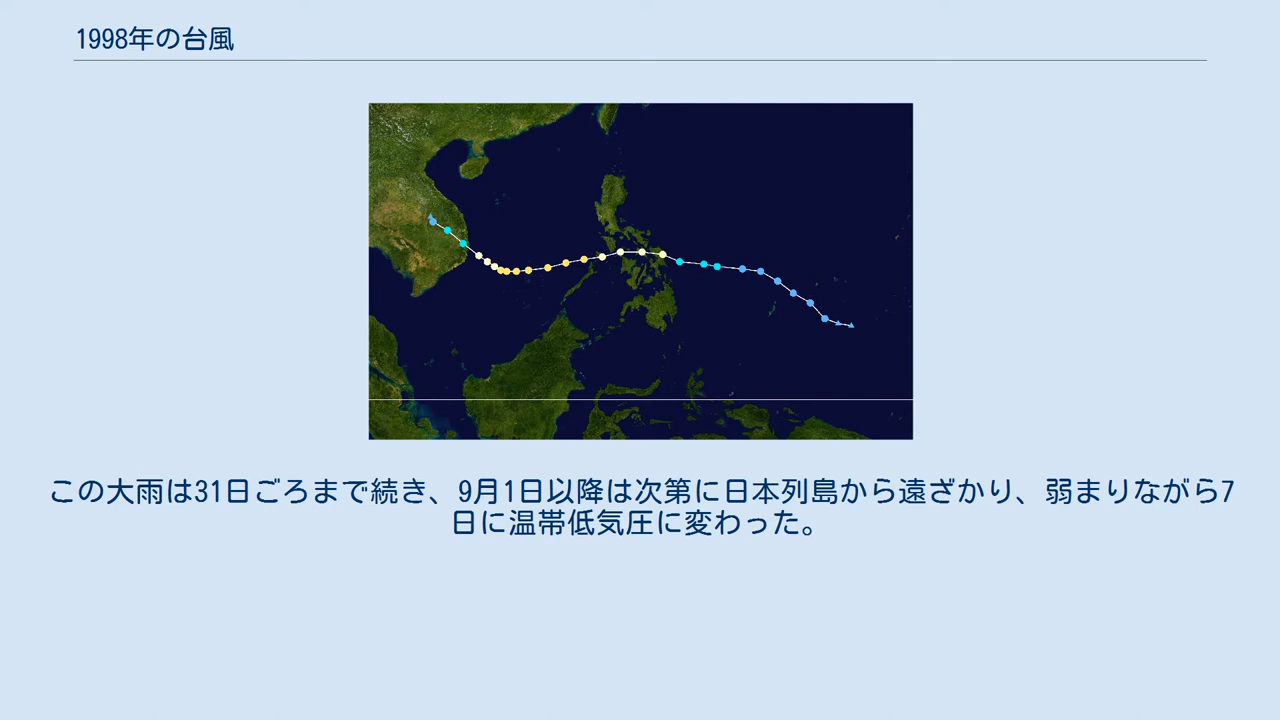 1998年の台風
この大雨は31日ごろまで続き、9月1日以降は次第に日本列島から遠ざかり、弱まりながら7
日に温帯低気圧に変わった。